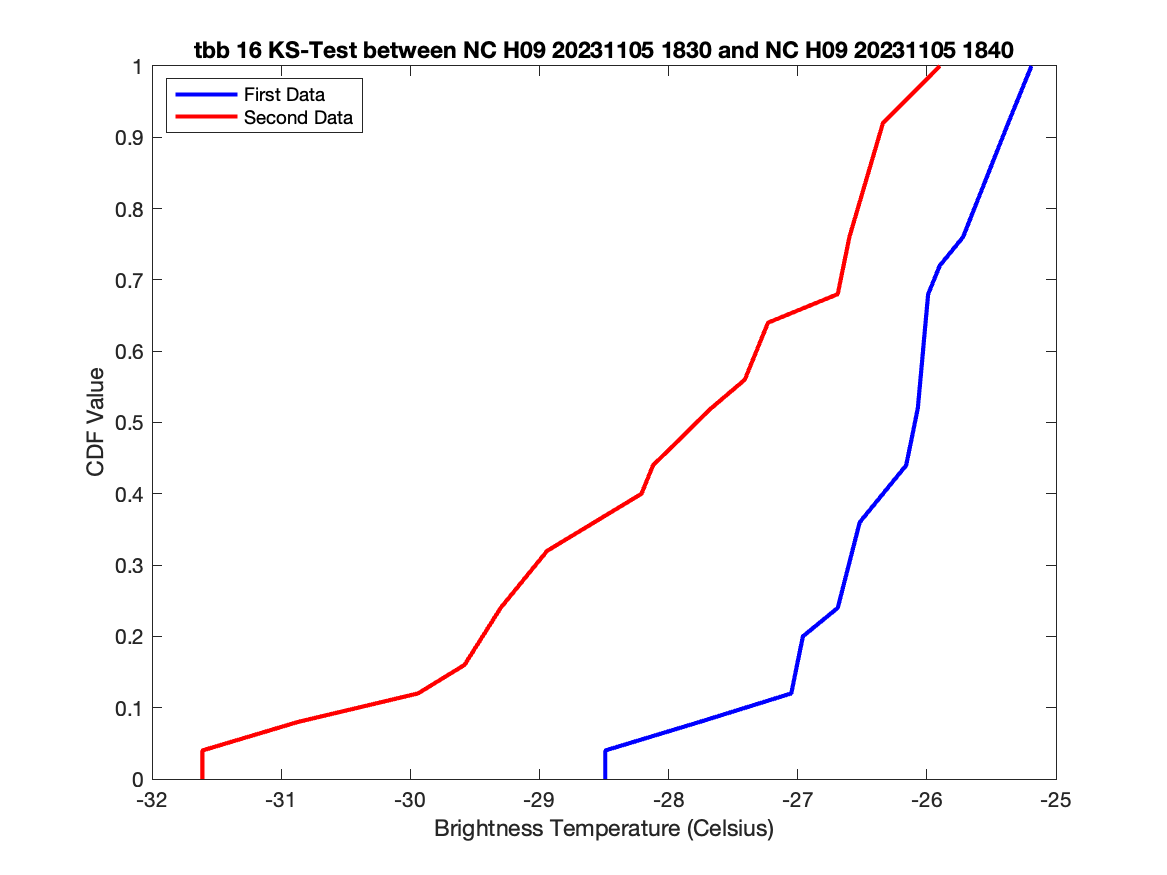 tbb 16 KS-Test between NC H09 20231105 1830 and NC H09 20231105 1840
First Data
Second Data
CDF Value
1
0.9
0.8
0.7
0.6
0.5
0.4
0.3
0.2
0.1
0
-32 -31 -30 -29 -28 -27 -26 -25
Brightness Temperature (Celsius)